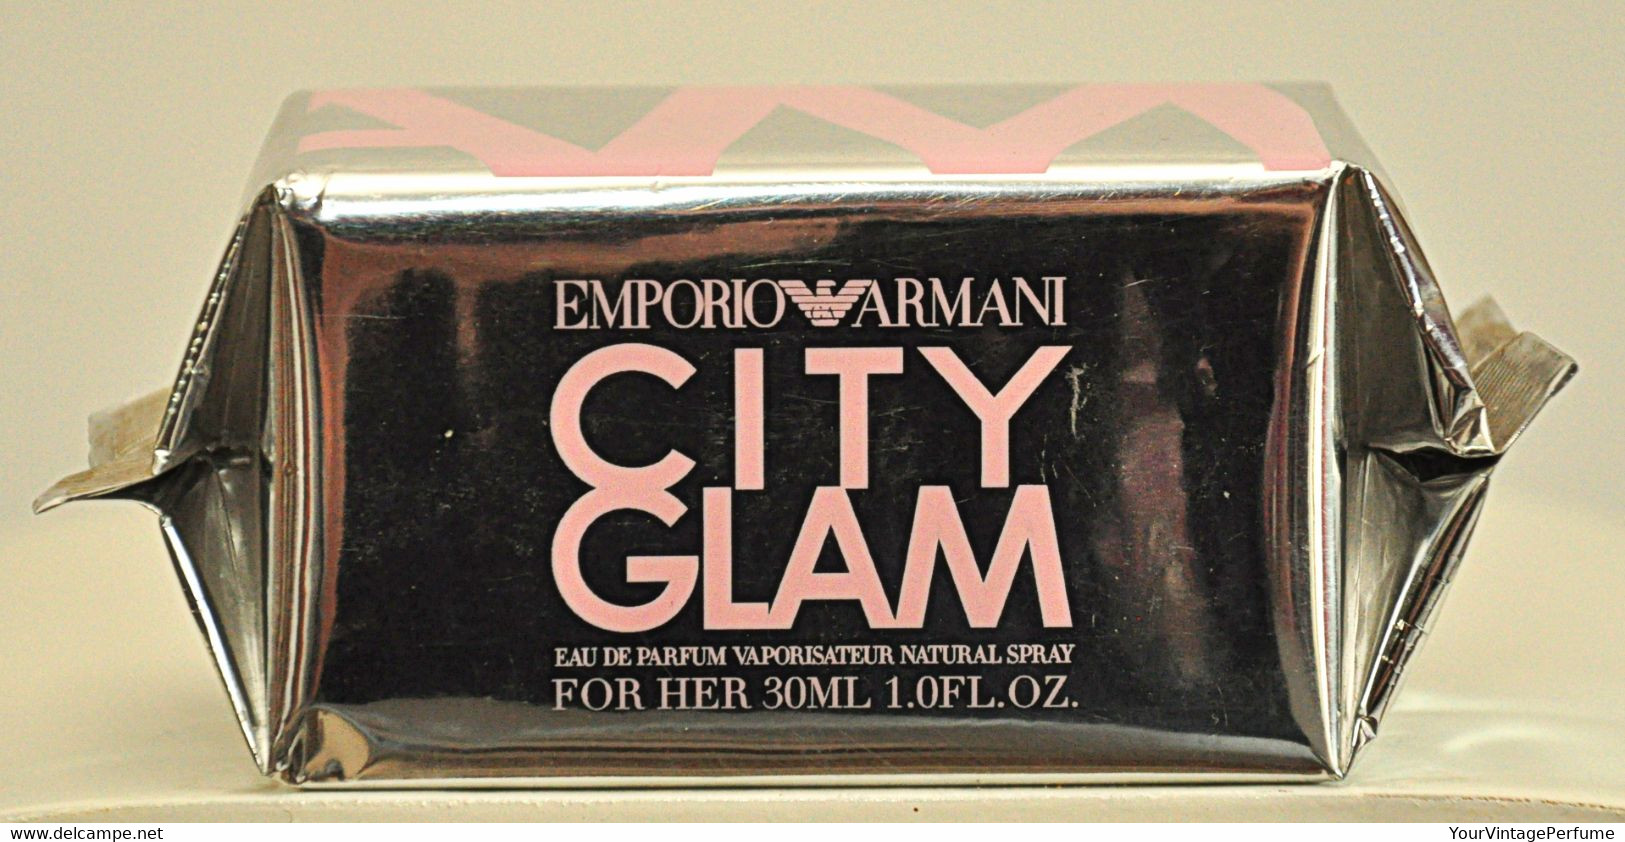 EMPORIO ARMANI
CITY
GLAM
EAU DE PARFUM VAPORISATEUR NATURAL SPRAY
FOR HER 30ML 1.0FL.OZ.
www.delcampe.net
YourVintagePerfume